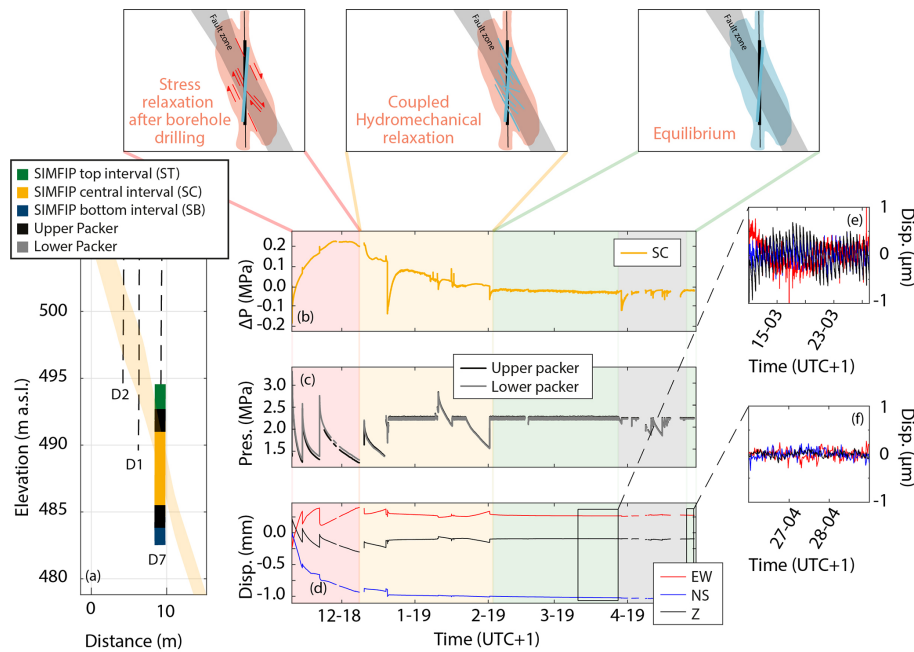 Fault zone
Stress
relaxation
after borehole
drilling
Fault zone
Coupled
Hydromechanical
relaxation
Fault zone
Equilibrium
SIMFIP top interval (ST)
SIMFIP central interval (SC)
SIMFIP bottom interval (SB)
Upper Packer
Lower Packer
Elevation (m a.s.l.)
500
495
490
485
480
D2
D1
D7
(a)
0
10
Distance (m)
ΔP (MPa)
0.2
0.1
0.0
-0.1
-0.2
(b)
SC
Pres. (MPa)
3.0
2.5
2.0
1.5
(c)
Upper packer
Lower packer
Disp. (mm)
0.0
-0.5
-1.0
(d)
EW
NS
Z
12-18
1-19
2-19
3-19
4-19
Time (UTC+1)
(e)
1
0
-1
Disp. (μm)
15-03
23-03
Time (UTC+1)
(f)
1
0
-1
Disp. (μm)
27-04
28-04
Time (UTC+1)